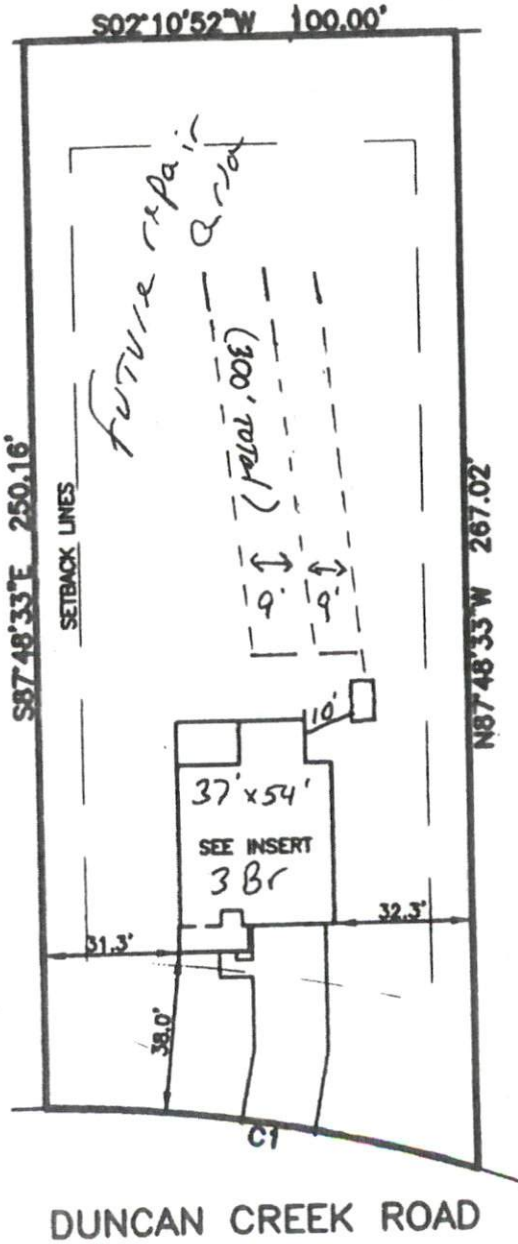 S02°10'52"W 100.00'
Future repair
Area
(300' Total)
S87°48'33"E 250.16'
SETBACK LINES
N87°48'33"W 267.02'
9' 9'
10'
37' x 54'
SEE INSERT
3 Br
31.3' 32.3'
38.0'
C1
DUNCAN CREEK ROAD